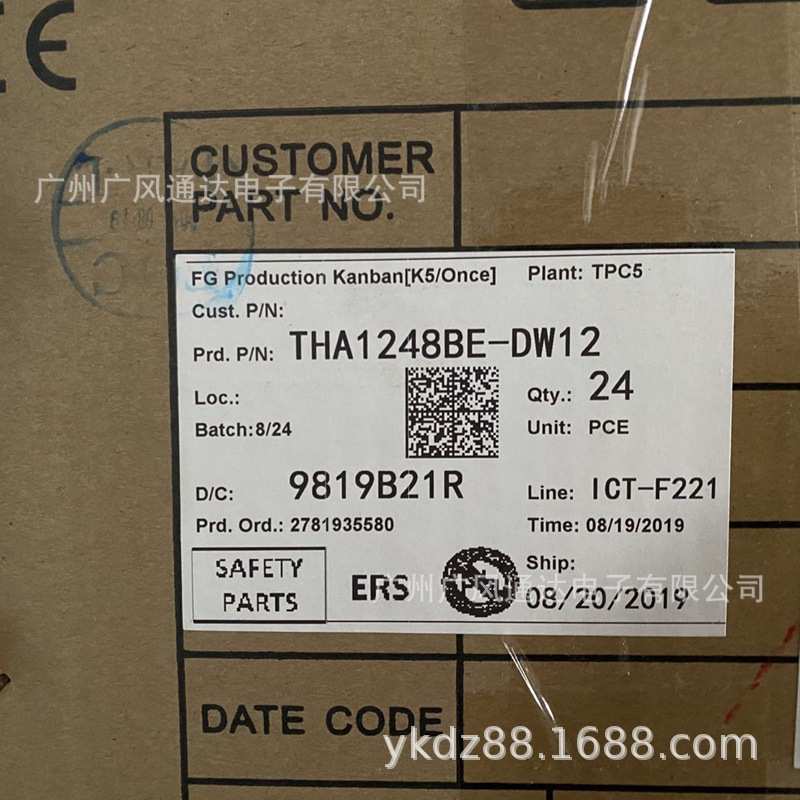 CE
CUSTOMER
PART NO.
广州广风通达电子有限公司
FG Production Kanban[K5/Once] Plant: TPC5
Cust. P/N:
Prd. P/N: THA1248BE-DW12
Loc.: Qty.: 24
Batch:8/24 Unit: PCE
D/C: 9819B21R Line: ICT-F221
Prd. Ord.: 2781935580 Time: 08/19/2019
SAFETY
PARTS
ERS
Ship:
08/20/2019
广州广风通达电子有限公司
DATE CODE
ykdz88.1688.com